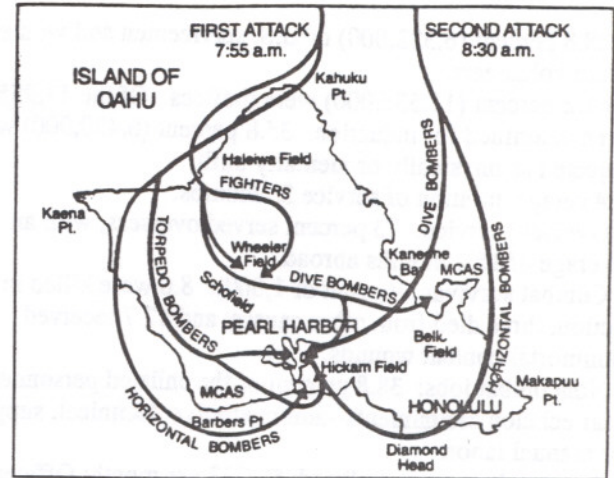 FIRST ATTACK
7:55 a.m.
SECOND ATTACK
8:30 a.m.
ISLAND OF
OAHU
Kahuku
Pt.
Haleiwa Field
FIGHTERS
DIVE BOMBERS
Kaena
Pt.
TORPEDO BOMBERS
Wheeler
Field
Schofield
DIVE BOMBERS
Kaneohe
Bay
MCAS
HORIZONTAL BOMBERS
PEARL HARBOR
Belk
Field
Hickam Field
MCAS
Makapuu
Pt.
HONOLULU
Barbers Pt
HORIZONTAL BOMBERS
Diamond
Head